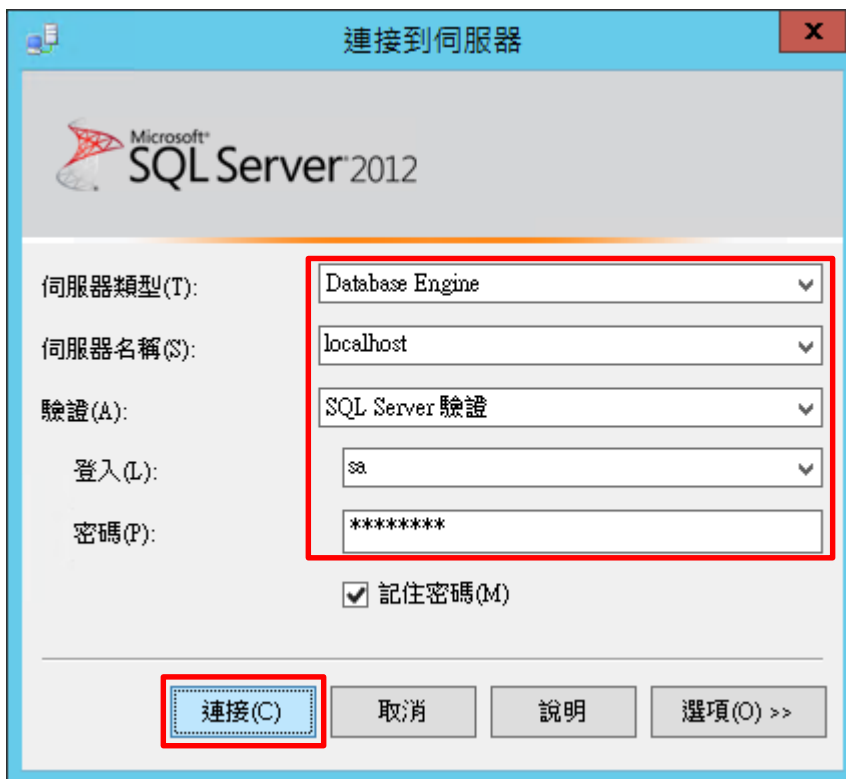 連接到伺服器
Microsoft®
SQL Server® 2012
伺服器類型(T): Database Engine
伺服器名稱(S): localhost
驗證(A): SQL Server 驗證
登入(L): sa
密碼(P): ********
記住密碼(M)
連接(C) 取消 說明 選項(O) >>